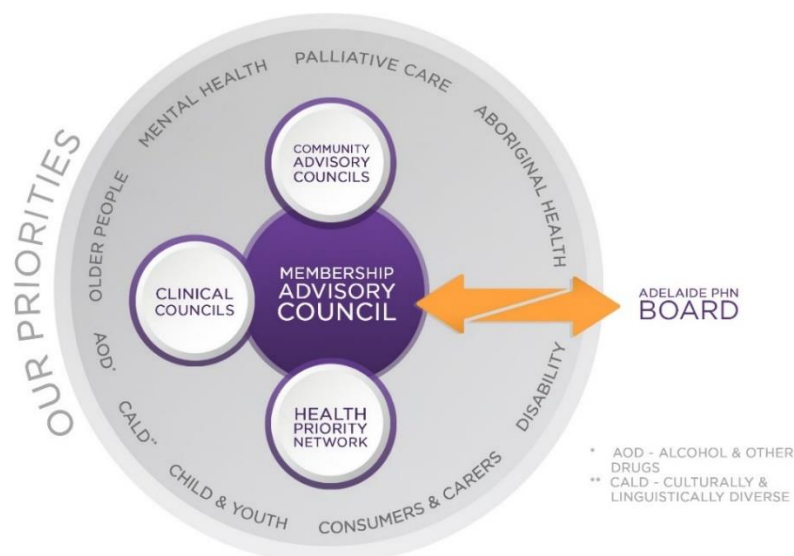 OUR PRIORITIES
MENTAL HEALTH
PALLIATIVE CARE
ABORIGINAL HEALTH
OLDER PEOPLE
AOD*
CALD**
CHILD & YOUTH
CONSUMERS & CARERS
DISABILITY
COMMUNITY
ADVISORY
COUNCILS
CLINICAL
COUNCILS
MEMBERSHIP
ADVISORY
COUNCIL
HEALTH
PRIORITY
NETWORK
ADELAIDE PHN
BOARD
* AOD - ALCOHOL & OTHER
DRUGS
** CALD - CULTURALLY &
LINGUISTICALLY DIVERSE